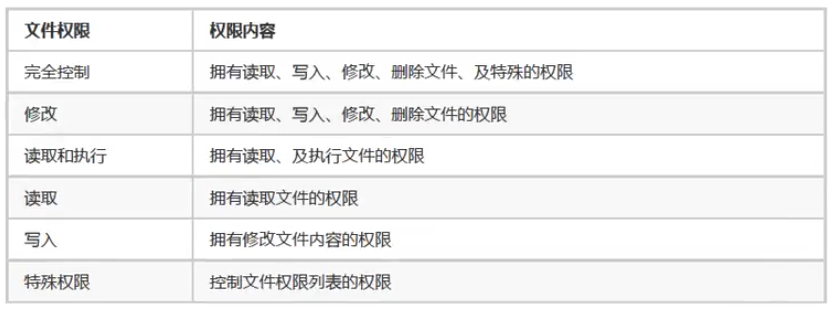 文件权限 权限内容
完全控制 拥有读取、写入、修改、删除文件、及特殊的权限
修改 拥有读取、写入、修改、删除文件的权限
读取和执行 拥有读取、及执行文件的权限
读取 拥有读取文件的权限
写入 拥有修改文件内容的权限
特殊权限 控制文件权限列表的权限